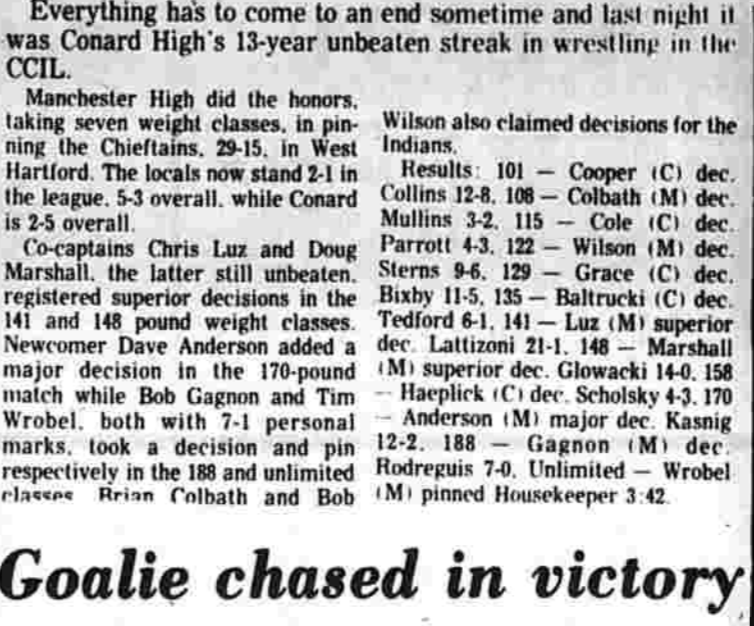 Everything has to come to an end sometime and last night it
was Conard High's 13-year unbeaten streak in wrestling in the
CCIL.
Manchester High did the honors,
taking seven weight classes, in pin-
ning the Chieftains, 29-15, in West
Hartford. The locals now stand 2-1 in
the league, 5-3 overall, while Conard
is 2-5 overall.
Co-captains Chris Luz and Doug
Marshall, the latter still unbeaten,
registered superior decisions in the
141 and 148 pound weight classes.
Newcomer Dave Anderson added a
major decision in the 170-pound
match while Bob Gagnon and Tim
Wrobel, both with 7-1 personal
marks, took a decision and pin
respectively in the 188 and unlimited
classes. Brian Colbath and Bob
Wilson also claimed decisions for the
Indians.
Results: 101 — Cooper (C) dec.
Collins 12-8, 108 — Colbath (M) dec.
Mullins 3-2, 115 — Cole (C) dec.
Parrott 4-3, 122 — Wilson (M) dec.
Sterns 9-6, 129 — Grace (C) dec.
Bixby 11-5, 135 — Baltrucki (C) dec.
Tedford 6-1, 141 — Luz (M) superior
dec. Lattizoni 21-1, 148 — Marshall
(M) superior dec. Glowacki 14-0, 158
— Haeplick (C) dec. Scholsky 4-3, 170
— Anderson (M) major dec. Kasnig
12-2, 188 — Gagnon (M) dec.
Rodreguis 7-0, Unlimited — Wrobel
(M) pinned Housekeeper 3:42.
Goalie chased in victory